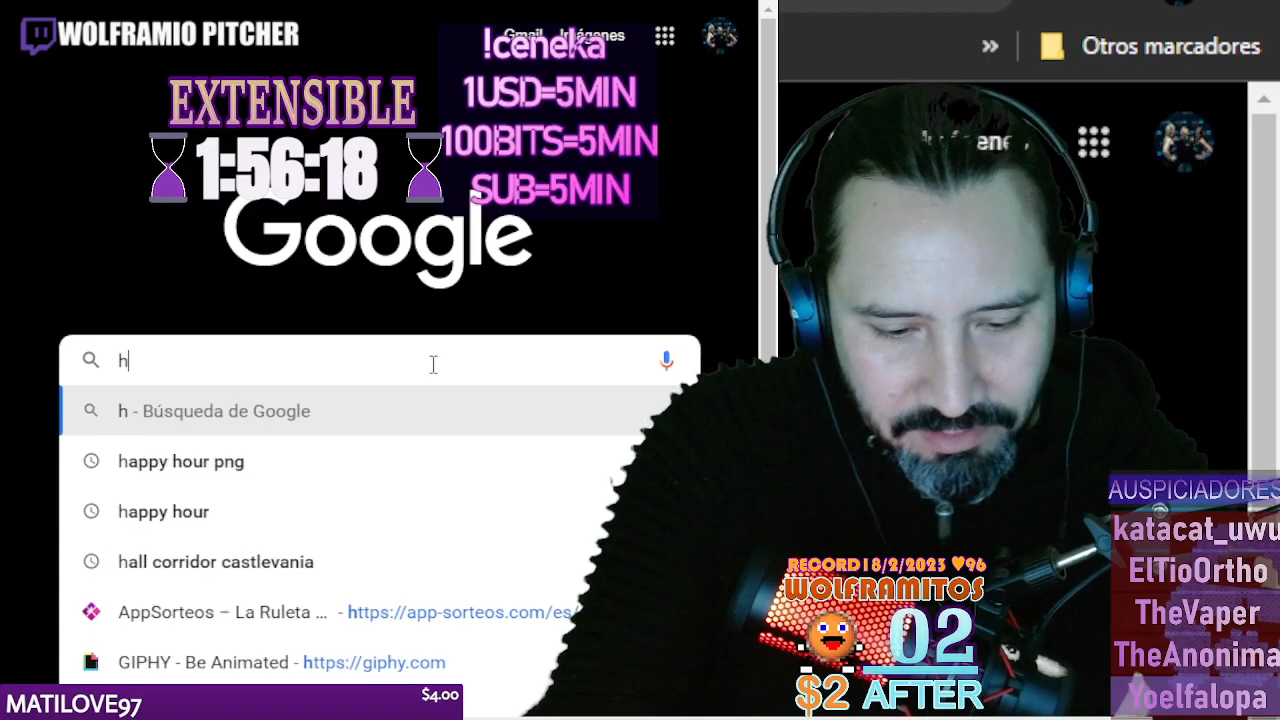 WOLFRAMIO PITCHER
EXTENSIBLE
1:56:18
Gmail
!ceneka
1USD=5MIN
100BITS=5MIN
SUB=5MIN
Google
Otros marcadores
h
h - Búsqueda de Google
happy hour png
happy hour
hall corridor castlevania
AppSorteos – La Ruleta ... - https://app-sorteos.com/es/
GIPHY - Be Animated - https://giphy.com
MATILOVE97
$4.00
RECORD18/2/2023 ♥96
WOLFRAMITOS
02
$2 AFTER
AUSPICIADORES
katacat_uwu
ElTioOrtho
TheVaper
TheAnonima
Yoelfalopa